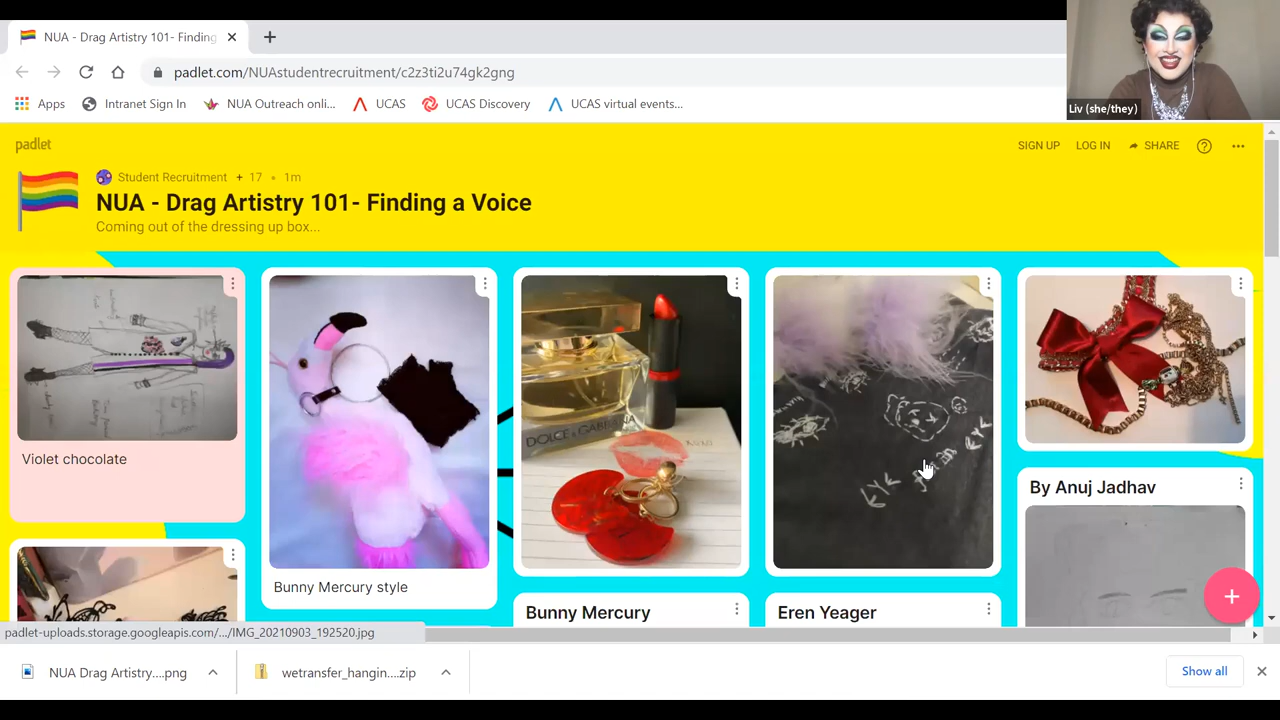 NUA - Drag Artistry 101- Finding
padlet.com/NUAstudentrecruitment/c2z3ti2u74gk2gng
Apps
Intranet Sign In
NUA Outreach onli...
UCAS
UCAS Discovery
UCAS virtual events...
Liv (she/they)
padlet
SIGN UP
LOG IN
SHARE
Student Recruitment + 17 • 1m
NUA - Drag Artistry 101- Finding a Voice
Coming out of the dressing up box...
Violet chocolate
Bunny Mercury style
DOLCE & GABBANA
Bunny Mercury
Eren Yeager
By Anuj Jadhav
padlet-uploads.storage.googleapis.com/.../IMG_20210903_192520.jpg
NUA Drag Artistry....png
wetransfer_hangin....zip
Show all